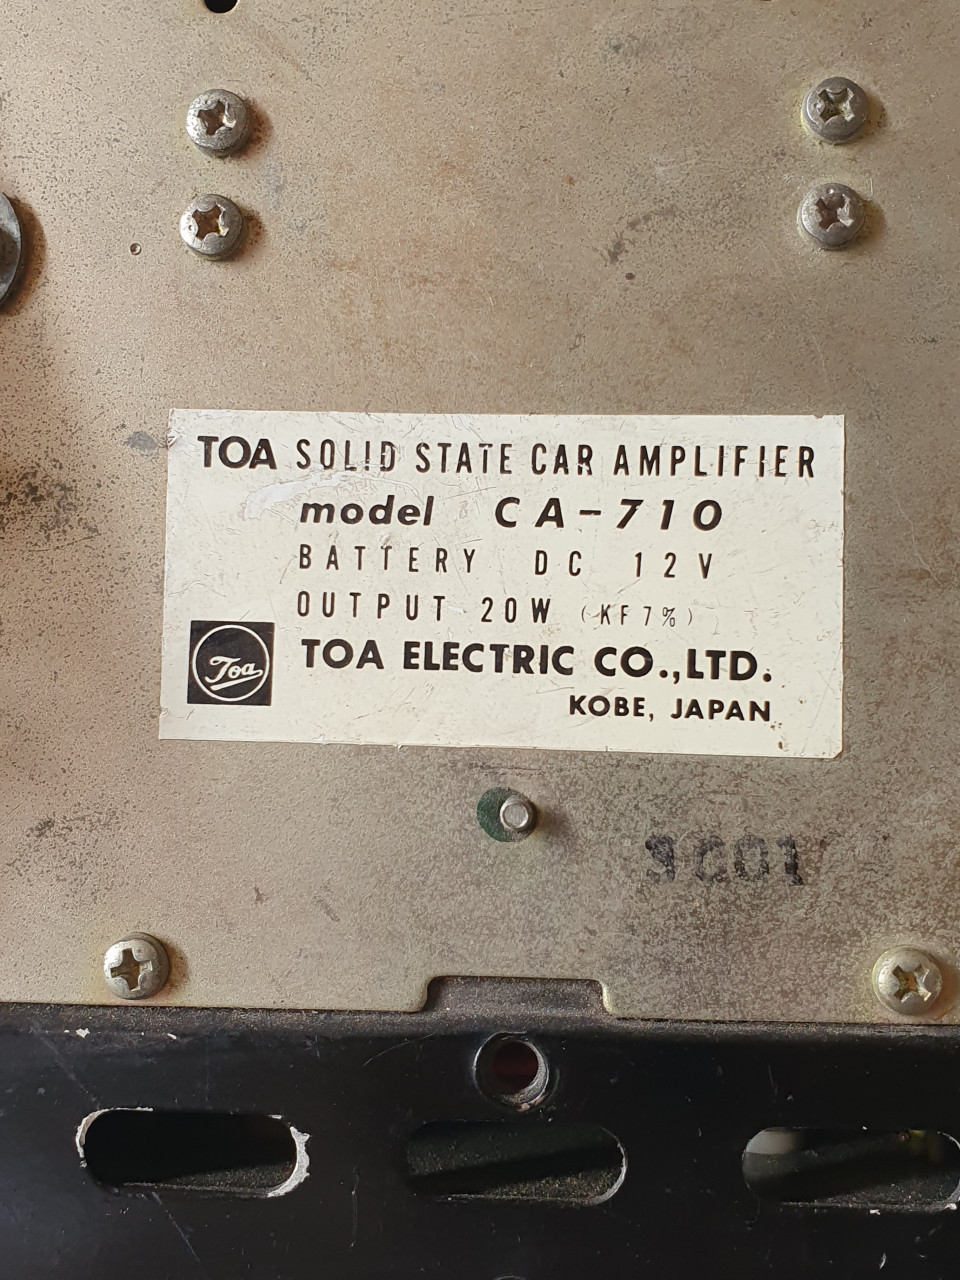 TOA SOLID STATE CAR AMPLIFIER
model CA-710
BATTERY DC 12V
OUTPUT 20W (KF7%)
Toa
TOA ELECTRIC CO.,LTD.
KOBE, JAPAN